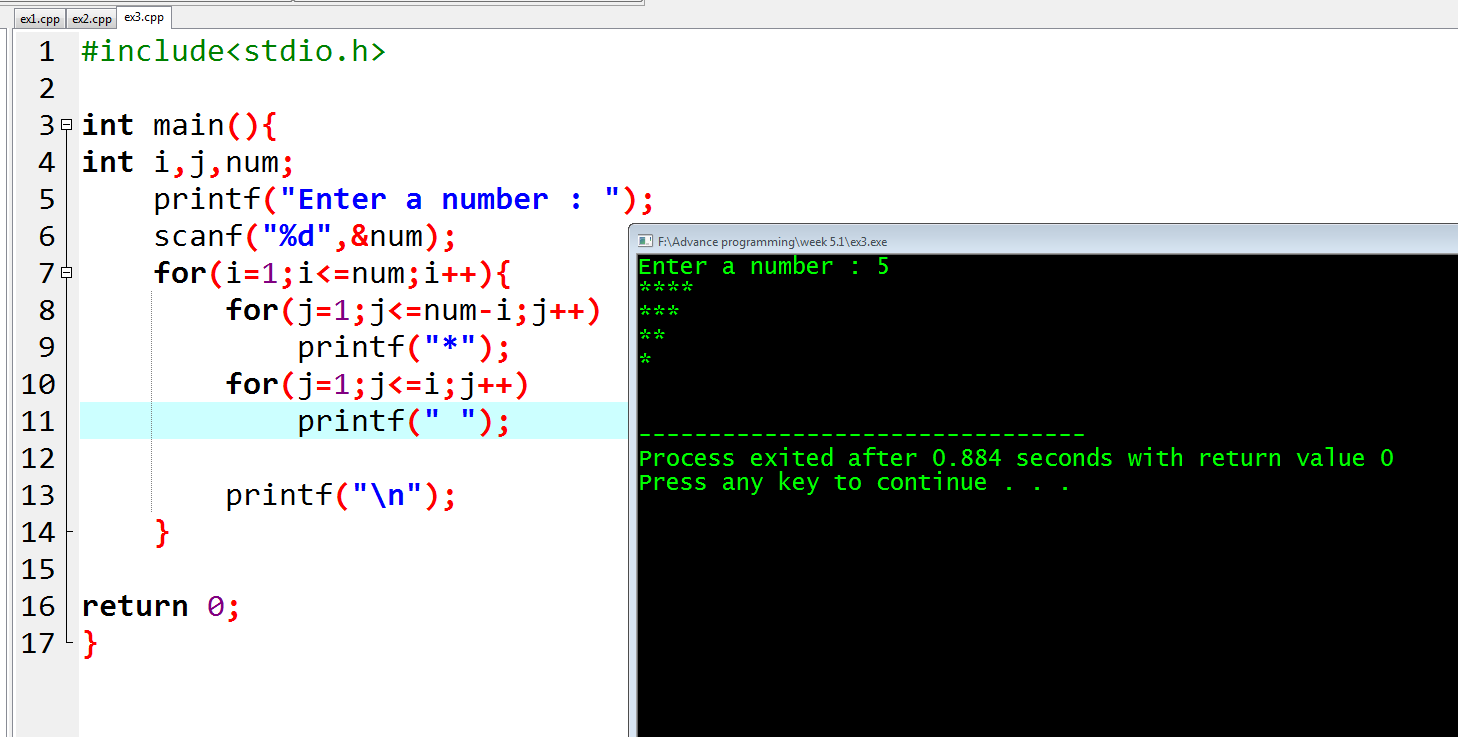 ex1.cpp ex2.cpp ex3.cpp
1 #include<stdio.h>
2
3 int main(){
4 int i,j,num;
5     printf("Enter a number : ");
6     scanf("%d",&num);
7     for(i=1;i<=num;i++){
8         for(j=1;j<=num-i;j++)
9             printf("*");
10         for(j=1;j<=i;j++)
11             printf(" ");
12
13         printf("\n");
14     }
15
16 return 0;
17 }
F:\Advance programming\week 5.1\ex3.exe
Enter a number : 5
****
***
**
*
--------------------------------
Process exited after 0.884 seconds with return value 0
Press any key to continue . . .